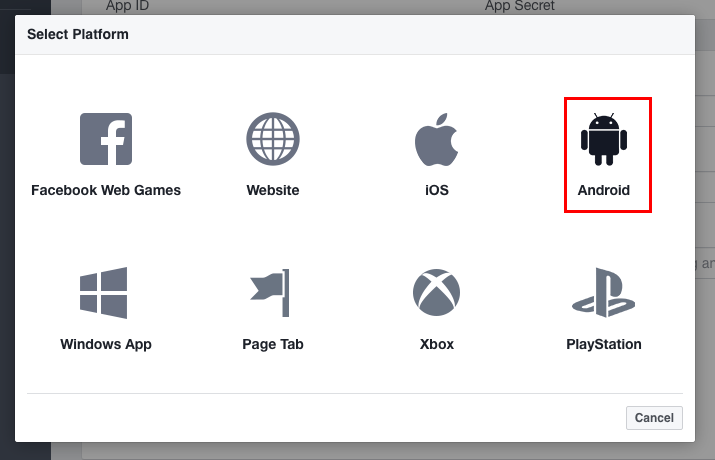 App ID App Secret
Select Platform
Facebook Web Games Website iOS Android
Windows App Page Tab Xbox PlayStation
Cancel